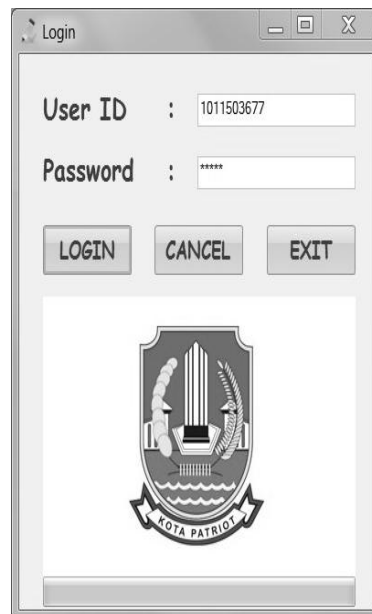 Login
User ID : 1011503677
Password : *****
LOGIN CANCEL EXIT
KOTA PATRIOT